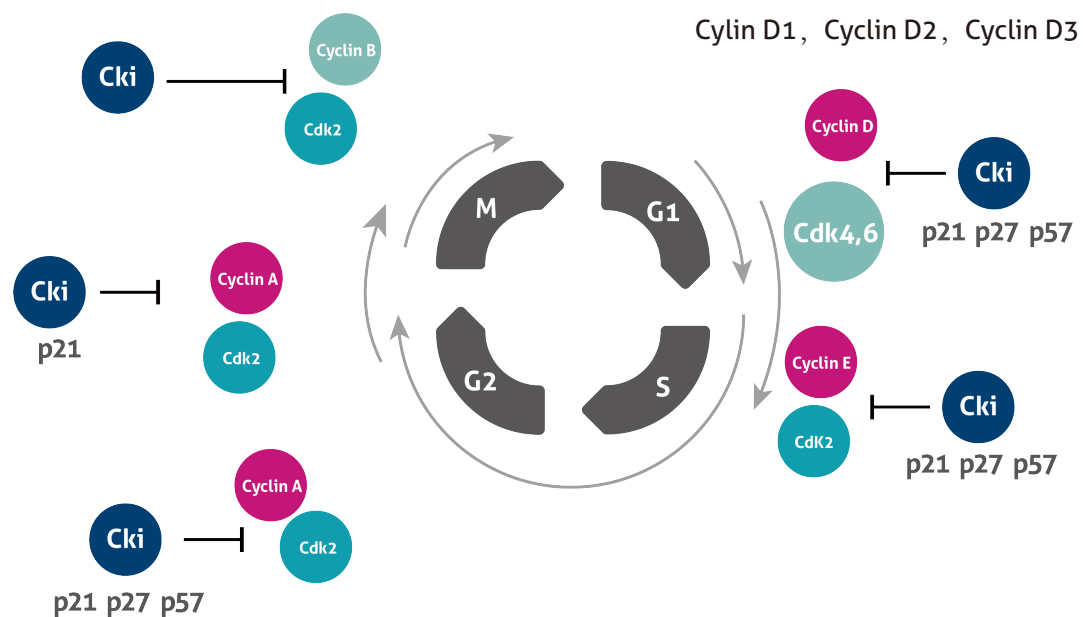 Cylin D1, Cyclin D2, Cyclin D3
Cyclin B
Cki
Cdk2
Cyclin D
Cki
p21 p27 p57
Cdk4,6
M
G1
Cyclin A
Cki
p21
Cdk2
G2
S
Cyclin E
Cki
CdK2
p21 p27 p57
Cyclin A
Cki
Cdk2
p21 p27 p57